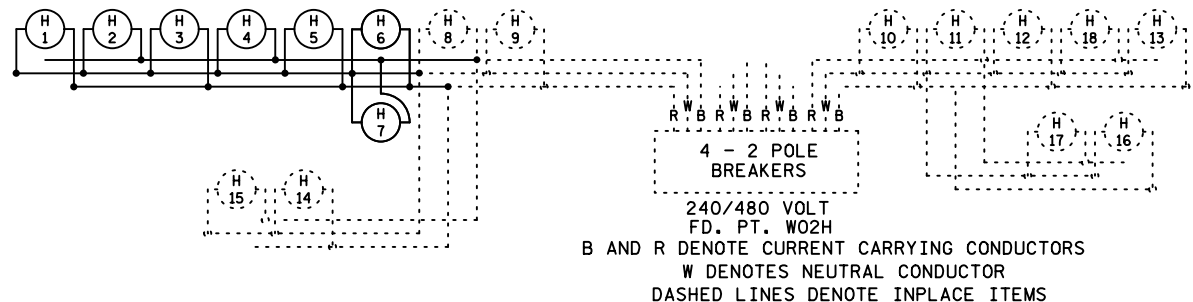 H 1
H 2
H 3
H 4
H 5
H 6
H 8
H 9
H 10
H 11
H 12
H 18
H 13
H 7
R W B R W B R W B R W B
H 17
H 16
4 - 2 POLE
BREAKERS
H 15
H 14
240/480 VOLT
FD. PT. W02H
B AND R DENOTE CURRENT CARRYING CONDUCTORS
W DENOTES NEUTRAL CONDUCTOR
DASHED LINES DENOTE INPLACE ITEMS